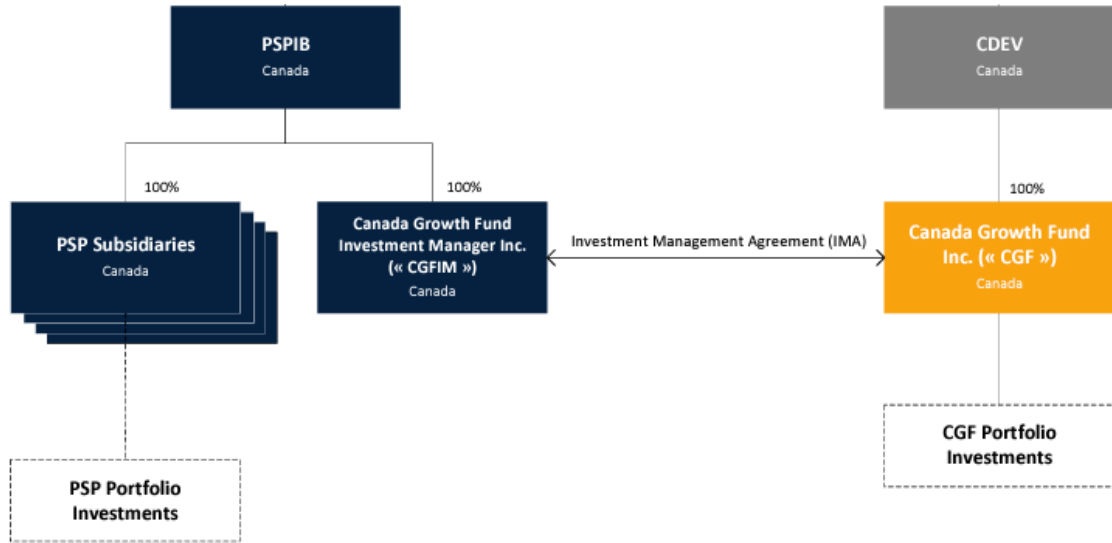 PSPIB
Canada
CDEV
Canada
100%
100%
100%
PSP Subsidiaries
Canada
Canada Growth Fund
Investment Manager Inc.
(« CGFIM »)
Canada
Investment Management Agreement (IMA)
Canada Growth Fund
Inc. (« CGF »)
Canada
PSP Portfolio
Investments
CGF Portfolio
Investments